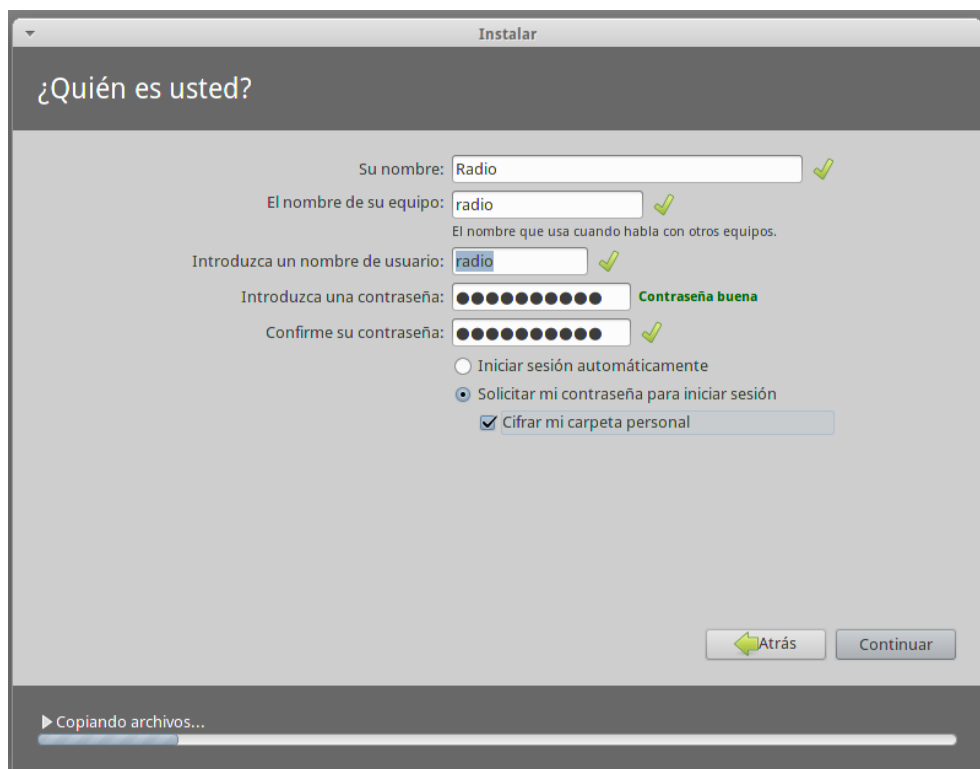 Instalar
¿Quién es usted?
Su nombre: Radio
El nombre de su equipo: radio
El nombre que usa cuando habla con otros equipos.
Introduzca un nombre de usuario: radio
Introduzca una contraseña: ●●●●●●●●●● Contraseña buena
Confirme su contraseña: ●●●●●●●●●●
Iniciar sesión automáticamente
Solicitar mi contraseña para iniciar sesión
Cifrar mi carpeta personal
Atrás Continuar
Copiando archivos...